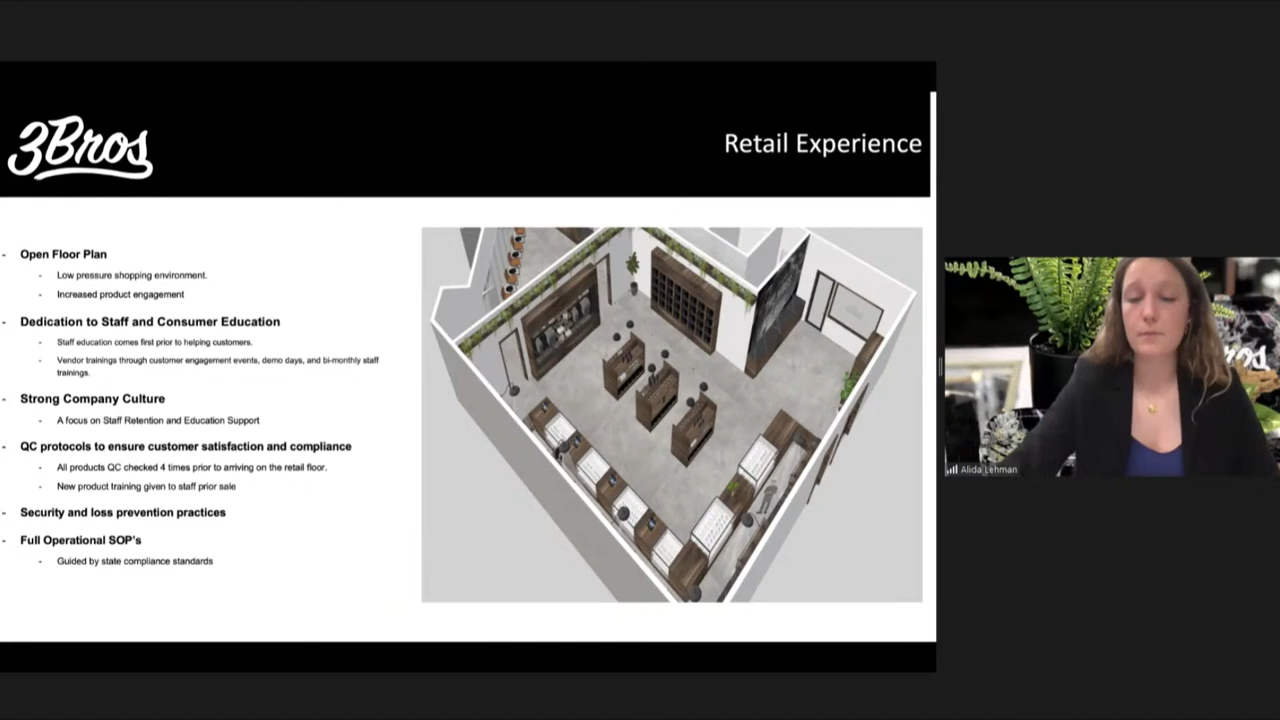 3Bros
Retail Experience
- Open Floor Plan
- Low pressure shopping environment.
- Increased product engagement
- Dedication to Staff and Consumer Education
- Staff education comes first prior to helping customers.
- Vendor trainings through customer engagement events, demo days, and bi-monthly staff
trainings.
- Strong Company Culture
- A focus on Staff Retention and Education Support
- QC protocols to ensure customer satisfaction and compliance
- All products QC checked 4 times prior to arriving on the retail floor.
- New product training given to staff prior sale
- Security and loss prevention practices
- Full Operational SOP's
- Guided by state compliance standards
Alida Lehman